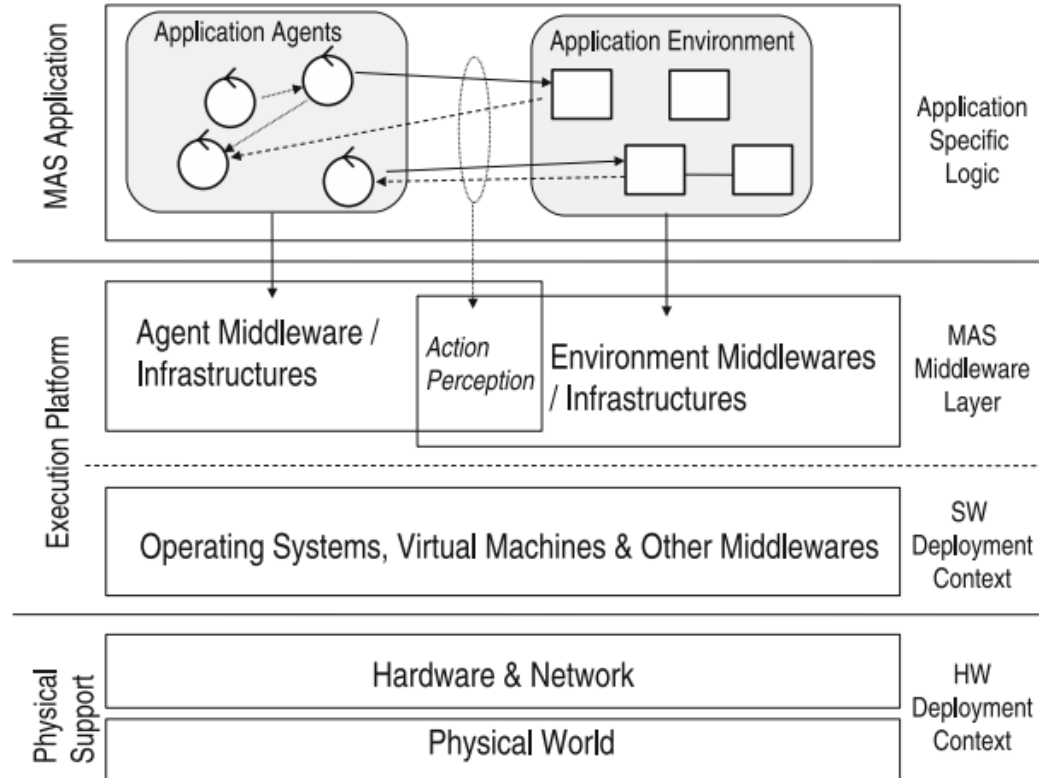 MAS Application
Application Agents
Application Environment
Application
Specific
Logic
Execution Platform
Agent Middleware /
Infrastructures
Action
Perception
Environment Middlewares
/ Infrastructures
MAS
Middleware
Layer
Operating Systems, Virtual Machines & Other Middlewares
SW
Deployment
Context
Physical
Support
Hardware & Network
Physical World
HW
Deployment
Context